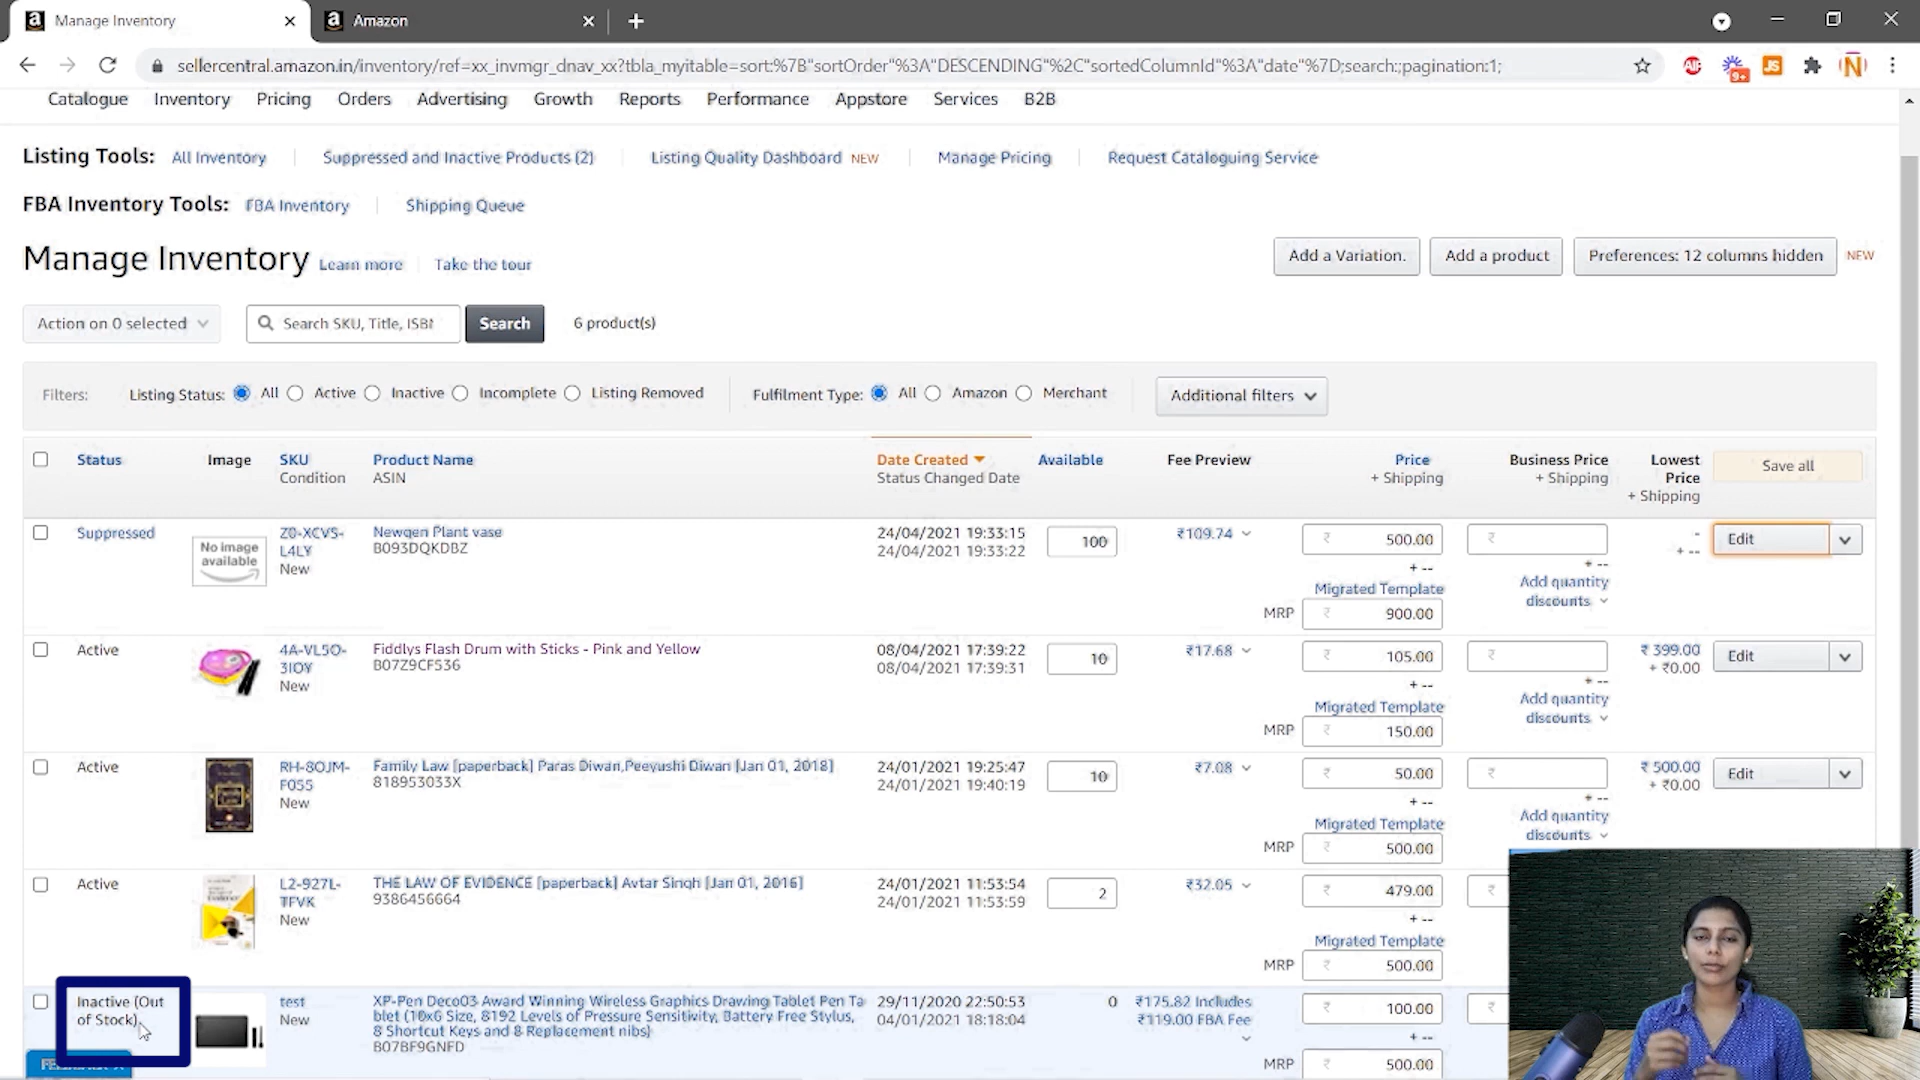 Manage Inventory
Amazon
sellercentral.amazon.in/inventory/ref=xx_invmgr_dnav_xx?tbla_myitable=sort:%7B"sortOrder"%3A"DESCENDING"%2C"sortedColumnId"%3A"date"%7D;search:;pagination:1;
9+
Catalogue Inventory Pricing Orders Advertising Growth Reports Performance Appstore Services B2B
Listing Tools: All Inventory Suppressed and Inactive Products (2) Listing Quality Dashboard NEW Manage Pricing Request Cataloguing Service
FBA Inventory Tools: FBA Inventory Shipping Queue
Manage Inventory Learn more Take the tour
Add a Variation. Add a product Preferences: 12 columns hidden NEW
Action on 0 selected Search SKU, Title, ISBN Search 6 product(s)
Filters: Listing Status: All Active Inactive Incomplete Listing Removed Fulfilment Type: All Amazon Merchant Additional filters
Status Image SKU Product Name Date Created Available Fee Preview Price Business Price Lowest Price Save all
Condition ASIN Status Changed Date + Shipping + Shipping + Shipping
Suppressed No image available Z0-XCVS-L4LY Newgen Plant vase 24/04/2021 19:33:15 100 ₹109.74 ₹ 500.00 ₹ - Edit
New B093DQKDBZ 24/04/2021 19:33:22 + -- + -- + --
Migrated Template Add quantity discounts
MRP ₹ 900.00
Active 4A-VL5O-3IOY Fiddlys Flash Drum with Sticks - Pink and Yellow 08/04/2021 17:39:22 10 ₹17.68 ₹ 105.00 ₹ ₹ 399.00 Edit
New B07Z9CF536 08/04/2021 17:39:31 + -- + -- + ₹0.00
Migrated Template Add quantity discounts
MRP ₹ 150.00
Active RH-8OJM-F055 Family Law [paperback] Paras Diwan,Peeyushi Diwan [Jan 01, 2018] 24/01/2021 19:25:47 10 ₹7.08 ₹ 50.00 ₹ ₹ 500.00 Edit
New 818953033X 24/01/2021 19:40:19 + -- + -- + ₹0.00
Migrated Template Add quantity discounts
MRP ₹ 500.00
Active L2-927L-TFVK THE LAW OF EVIDENCE [paperback] Avtar Singh [Jan 01, 2016] 24/01/2021 11:53:54 2 ₹32.05 ₹ 479.00 ₹
New 9386456664 24/01/2021 11:53:59 + --
Migrated Template
MRP ₹ 500.00
Inactive (Out of Stock) test XP-Pen Deco03 Award Winning Wireless Graphics Drawing Tablet Pen Ta 29/11/2020 22:50:53 0 ₹175.82 Includes ₹ 100.00 ₹
New blet (10x6 Size, 8192 Levels of Pressure Sensitivity, Battery Free Stylus, 04/01/2021 18:18:04 ₹119.00 FBA Fee
8 Shortcut Keys and 8 Replacement nibs) + --
B07BF9GNFD
MRP ₹ 500.00